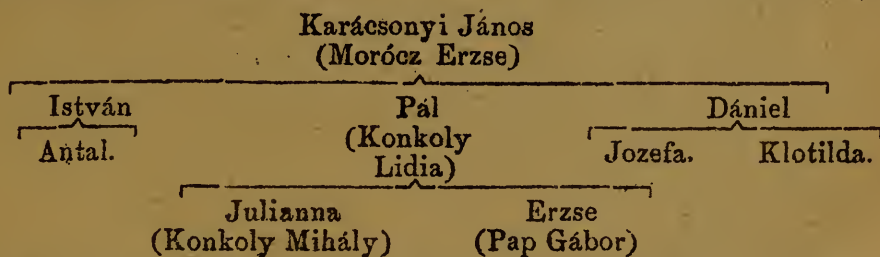 Karácsonyi János
(Morócz Erzse)
István Pál Dániel
Antal. (Konkoly Jozefa. Klotilda.
Lidia)
Julianna Erzse
(Konkoly Mihály) (Pap Gábor)